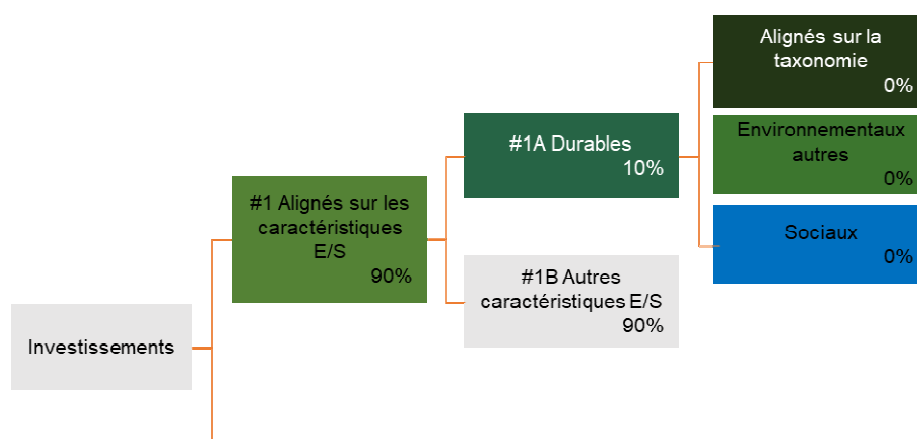 Alignés sur la
taxonomie
0%
Environnementaux
autres
0%
Sociaux
0%
#1A Durables
10%
#1 Alignés sur les
caractéristiques
E/S
90%
#1B Autres
caractéristiques E/S
90%
Investissements